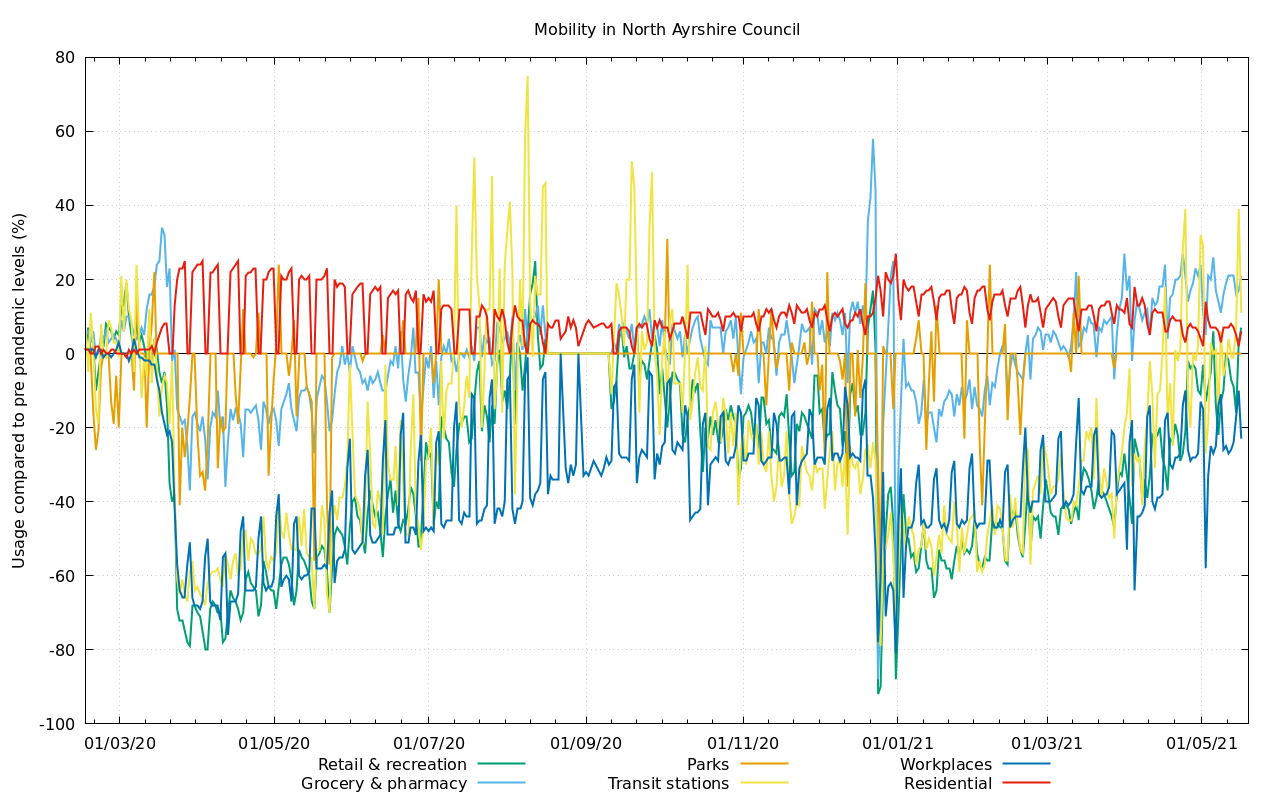 Mobility in North Ayrshire Council
Usage compared to pre pandemic levels (%)
80
60
40
20
0
-20
-40
-60
-80
-100
01/03/20 01/05/20 01/07/20 01/09/20 01/11/20 01/01/21 01/03/21 01/05/21
Retail & recreation Parks Workplaces
Grocery & pharmacy Transit stations Residential